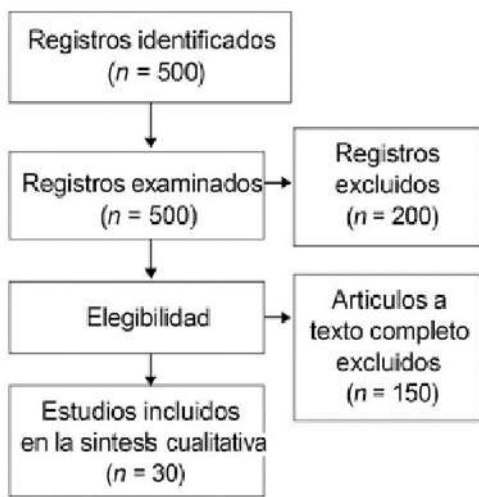 Registros identificados
(n = 500)
Registros examinados
(n = 500)
Registros
excluidos
(n = 200)
Elegibilidad
Articulos a
texto completo
excluidos
(n = 150)
Estudios incluidos
en la sintesis cualitativa
(n = 30)